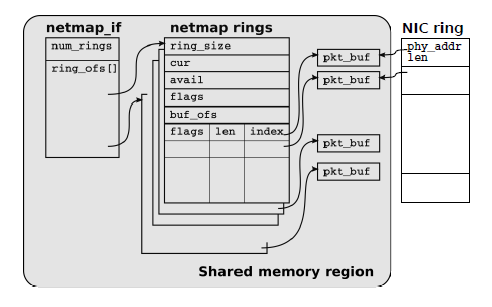 netmap_if
num_rings
ring_ofs[]
netmap rings
ring_size
cur
avail
flags
buf_ofs
flags len index
pkt_buf
pkt_buf
pkt_buf
pkt_buf
NIC ring
phy_addr
len
Shared memory region